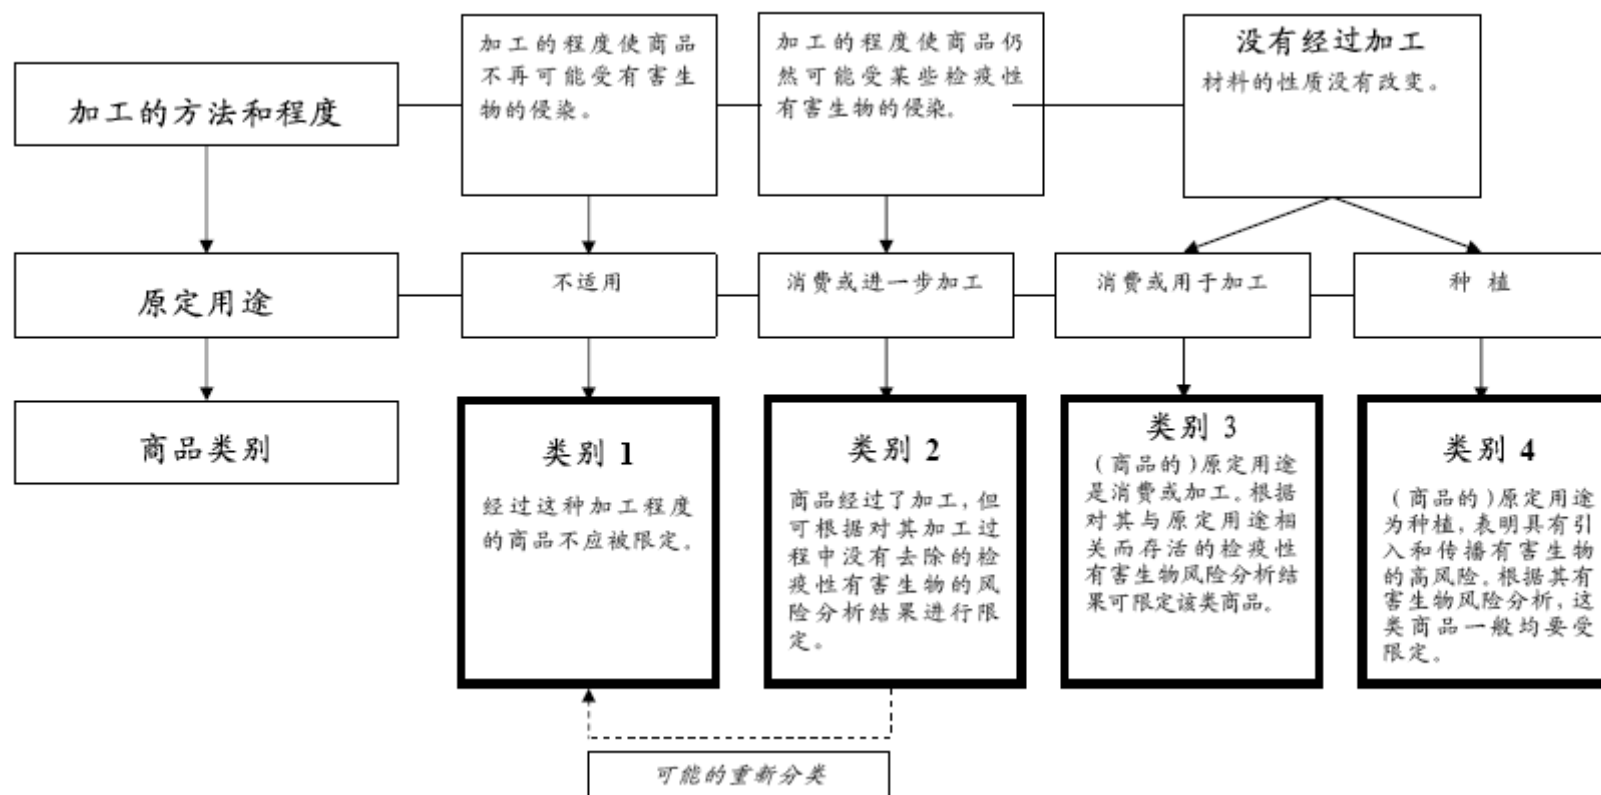 加工的方法和程度
加工的程度使商品
不再可能受有害生
物的侵染。
加工的程度使商品仍
然可能受某些检疫性
有害生物的侵染。
没有经过加工
材料的性质没有改变。
原定用途
不适用
消费或进一步加工
消费或用于加工
种 植
商品类别
类别 1
经过这种加工程度
的商品不应被限定。
类别 2
商品经过了加工,但
可根据对其加工过
程中没有去除的检
疫性有害生物的风
险分析结果进行限
定。
类别 3
(商品的)原定用途
是消费或加工。根据
对其与原定用途相
关而存活的检疫性
有害生物风险分析结
果可限定该类商品。
类别 4
(商品的)原定用途
为种植,表明具有引
入和传播有害生物
的高风险。根据其有
害生物风险分析,这
类商品一般均要受
限定。
可能的重新分类